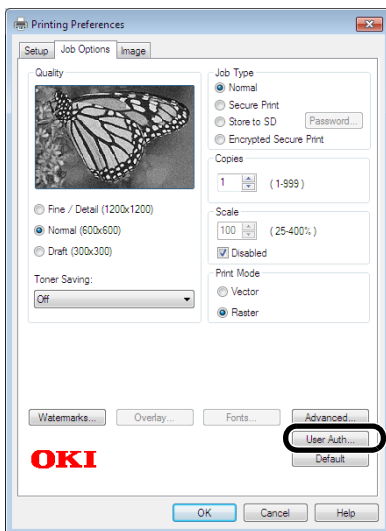 Printing Preferences
Setup Job Options Image
Quality
Fine / Detail (1200x1200)
Normal (600x600)
Draft (300x300)
Toner Saving:
Off
Job Type
Normal
Secure Print
Store to SD Password...
Encrypted Secure Print
Copies
1 (1-999)
Scale
100 (25-400%)
Disabled
Print Mode
Vector
Raster
Watermarks... Overlay... Fonts... Advanced...
User Auth...
OKI Default
OK Cancel Help